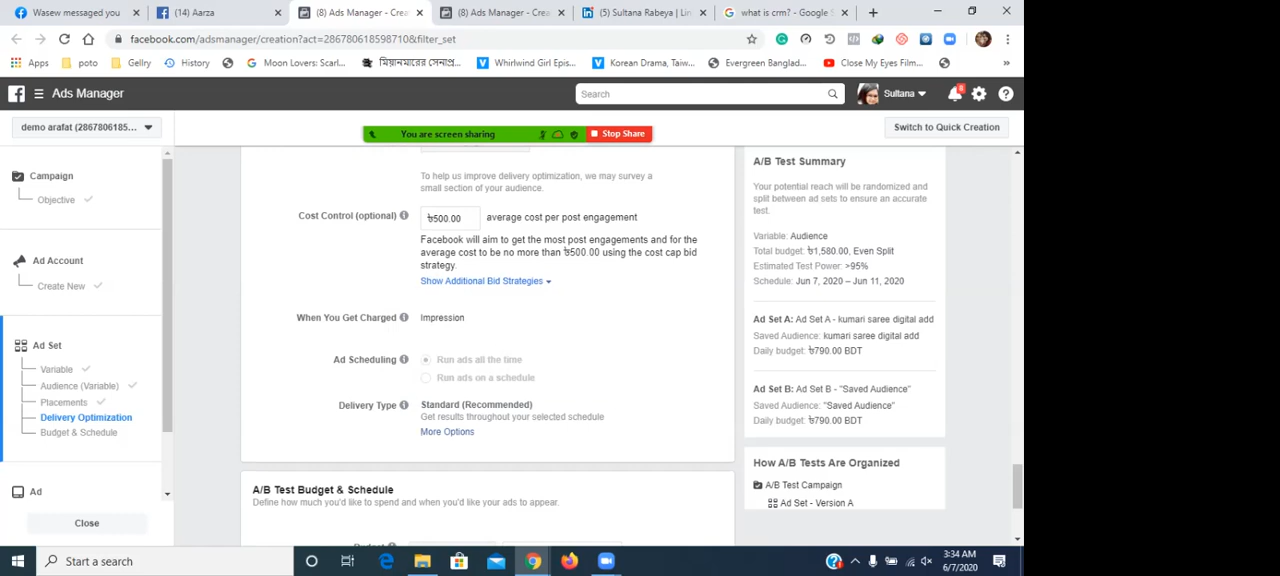 Wasew messaged you
(14) Aarza
(8) Ads Manager - Crea
(8) Ads Manager - Crea
(5) Sultana Rabeya | Lin
what is crm? - Google S
facebook.com/adsmanager/creation?act=286780618598710&filter_set
Apps
poto
Gellry
History
Moon Lovers: Scarl...
মিয়ানমারের সেনাপ্র...
Whirlwind Girl Epis...
Korean Drama, Taiw...
Evergreen Banglad...
Close My Eyes Film...
Ads Manager
Search
Sultana
demo arafat (2867806185...
You are screen sharing
Stop Share
Switch to Quick Creation
Campaign
Objective
Ad Account
Create New
Ad Set
Variable
Audience (Variable)
Placements
Delivery Optimization
Budget & Schedule
Ad
Close
To help us improve delivery optimization, we may survey a
small section of your audience.
Cost Control (optional)
৳500.00 average cost per post engagement
Facebook will aim to get the most post engagements and for the
average cost to be no more than ৳500.00 using the cost cap bid
strategy.
Show Additional Bid Strategies
When You Get Charged Impression
Ad Scheduling Run ads all the time
Run ads on a schedule
Delivery Type Standard (Recommended)
Get results throughout your selected schedule
More Options
A/B Test Budget & Schedule
Define how much you'd like to spend and when you'd like your ads to appear.
A/B Test Summary
Your potential reach will be randomized and
split between ad sets to ensure an accurate
test.
Variable: Audience
Total budget: ৳1,580.00, Even Split
Estimated Test Power: >95%
Schedule: Jun 7, 2020 – Jun 11, 2020
Ad Set A: Ad Set A - kumari saree digital add
Saved Audience: kumari saree digital add
Daily budget: ৳790.00 BDT
Ad Set B: Ad Set B - "Saved Audience"
Saved Audience: "Saved Audience"
Daily budget: ৳790.00 BDT
How A/B Tests Are Organized
A/B Test Campaign
Ad Set - Version A
Start a search
3:34 AM
6/7/2020